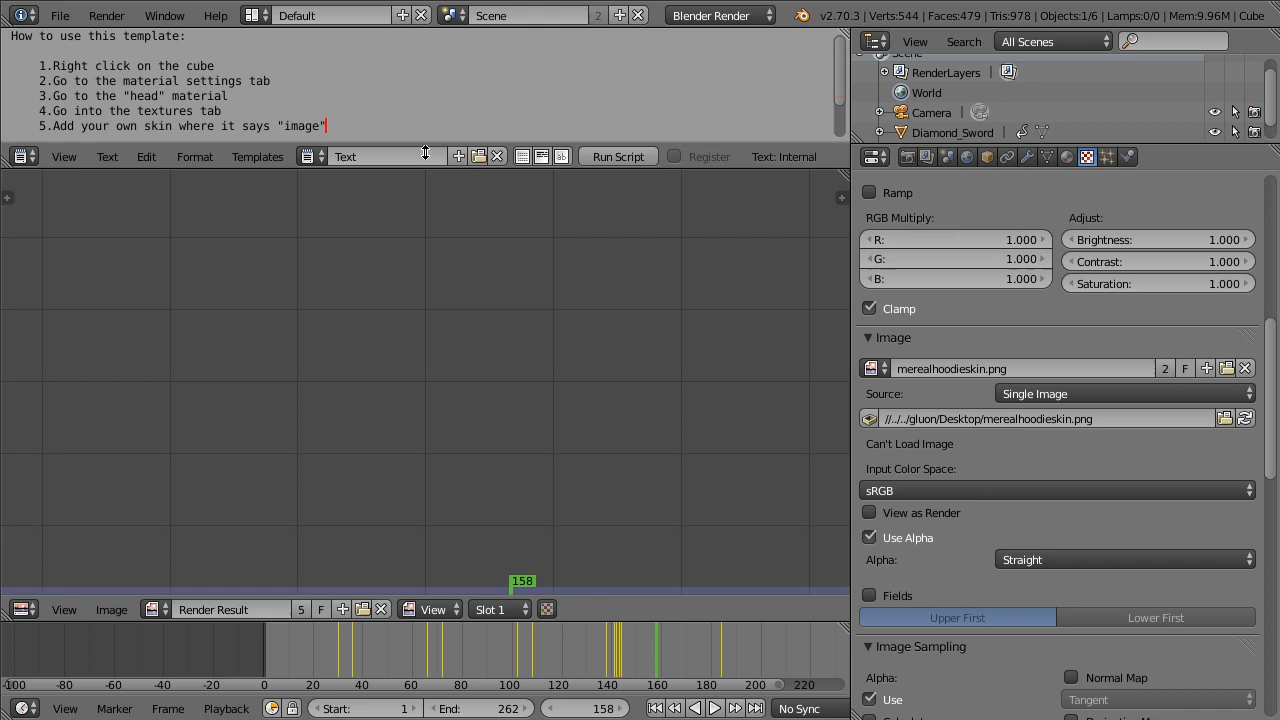 File Render Window Help Default Scene 2 Blender Render v2.70.3 | Verts:544 | Faces:479 | Tris:978 | Objects:1/6 | Lamps:0/0 | Mem:9.96M | Cube
How to use this template:
1.Right click on the cube
2.Go to the material settings tab
3.Go to the "head" material
4.Go into the textures tab
5.Add your own skin where it says "image"
View Text Edit Format Templates Text Run Script Register Text: Internal
View Search All Scenes
RenderLayers
World
Camera
Diamond_Sword
Ramp
RGB Multiply: Adjust:
R: 1.000 Brightness: 1.000
G: 1.000 Contrast: 1.000
B: 1.000 Saturation: 1.000
Clamp
Image
merealhoodieskin.png 2 F
Source: Single Image
//../../gluon/Desktop/merealhoodieskin.png
Can't Load Image
Input Color Space:
sRGB
View as Render
Use Alpha
Alpha: Straight
Fields
Upper First Lower First
Image Sampling
Alpha: Normal Map
Use Tangent
158
View Image Render Result 5 F View Slot 1
-100 -80 -60 -40 -20 0 20 40 60 80 100 120 140 160 180 200 220
View Marker Frame Playback Start: 1 End: 262 158 No Sync